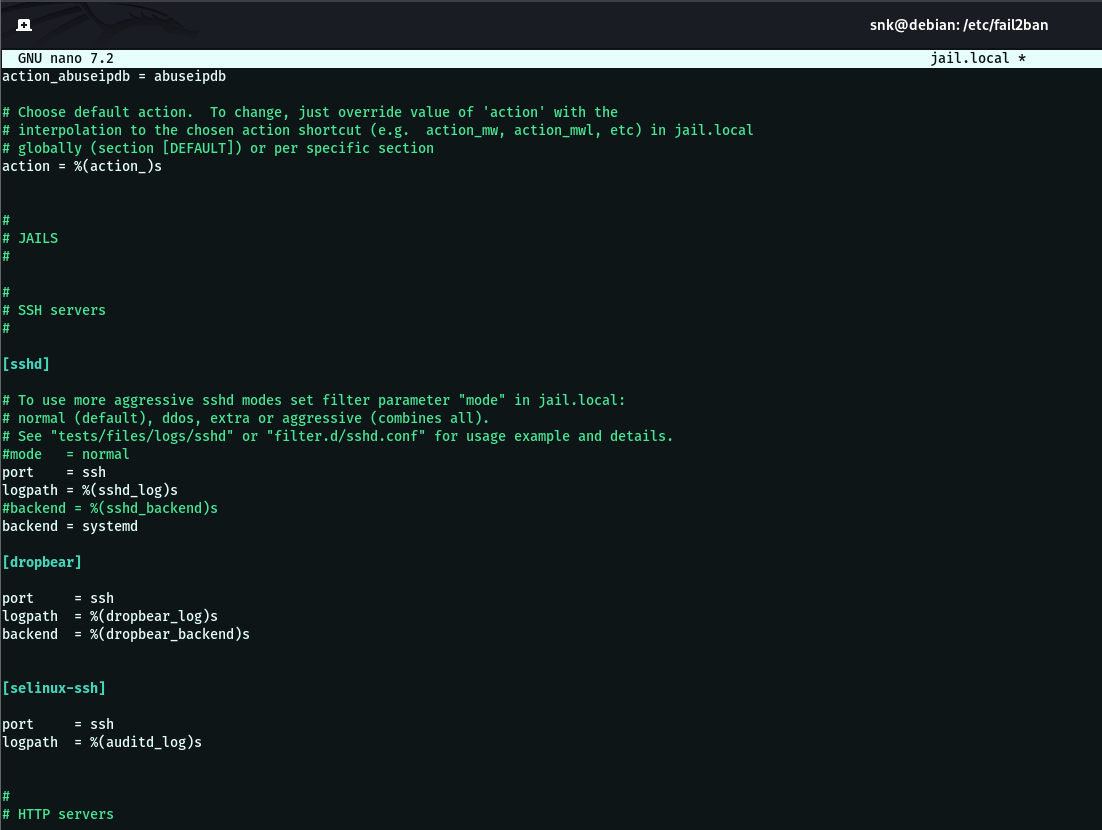 snk@debian: /etc/fail2ban
GNU nano 7.2 jail.local *
action_abuseipdb = abuseipdb
# Choose default action.  To change, just override value of 'action' with the
# interpolation to the chosen action shortcut (e.g.  action_mw, action_mwl, etc) in jail.local
# globally (section [DEFAULT]) or per specific section
action = %(action_)s
#
# JAILS
#
#
# SSH servers
#
[sshd]
# To use more aggressive sshd modes set filter parameter "mode" in jail.local:
# normal (default), ddos, extra or aggressive (combines all).
# See "tests/files/logs/sshd" or "filter.d/sshd.conf" for usage example and details.
#mode   = normal
port    = ssh
logpath = %(sshd_log)s
#backend = %(sshd_backend)s
backend = systemd
[dropbear]
port     = ssh
logpath  = %(dropbear_log)s
backend  = %(dropbear_backend)s
[selinux-ssh]
port     = ssh
logpath  = %(auditd_log)s
#
# HTTP servers